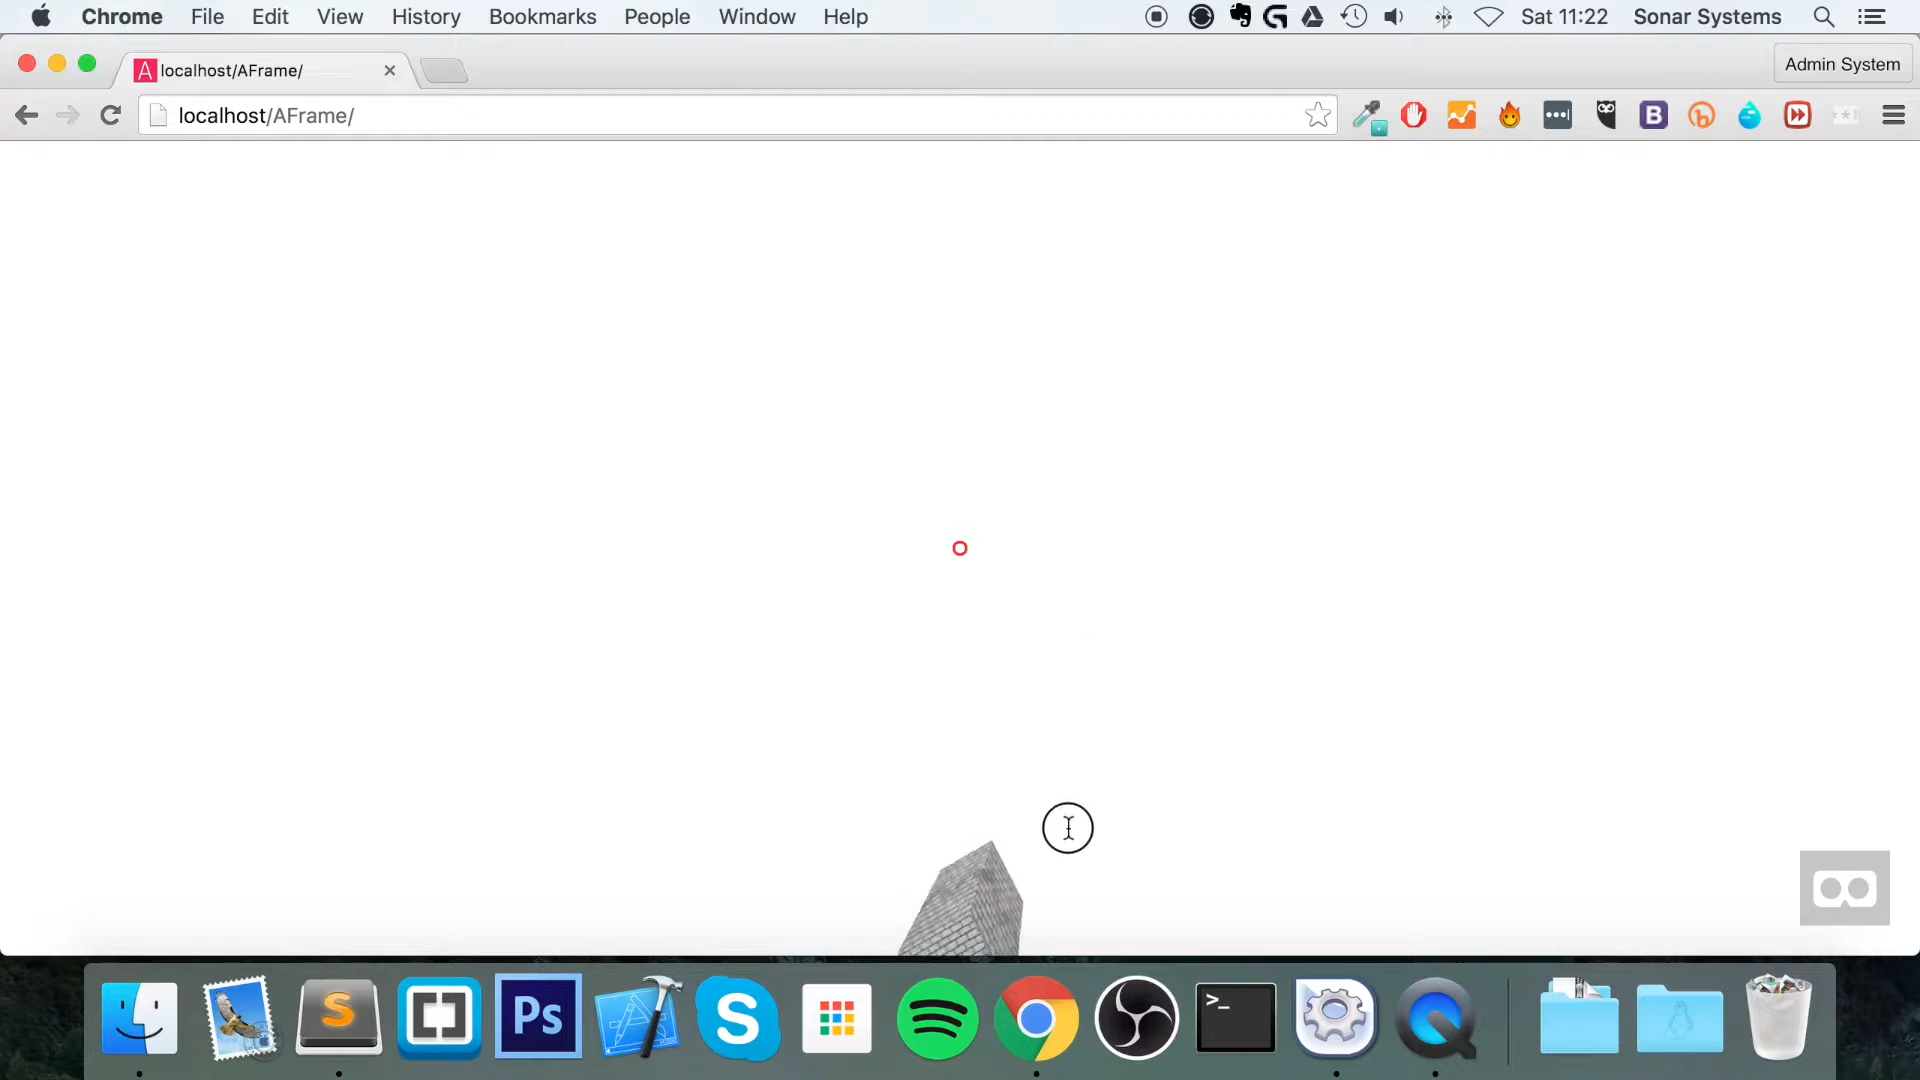 Chrome File Edit View History Bookmarks People Window Help Sat 11:22 Sonar Systems
A localhost/AFrame/ Admin System
localhost/AFrame/ B
S Ps S >_